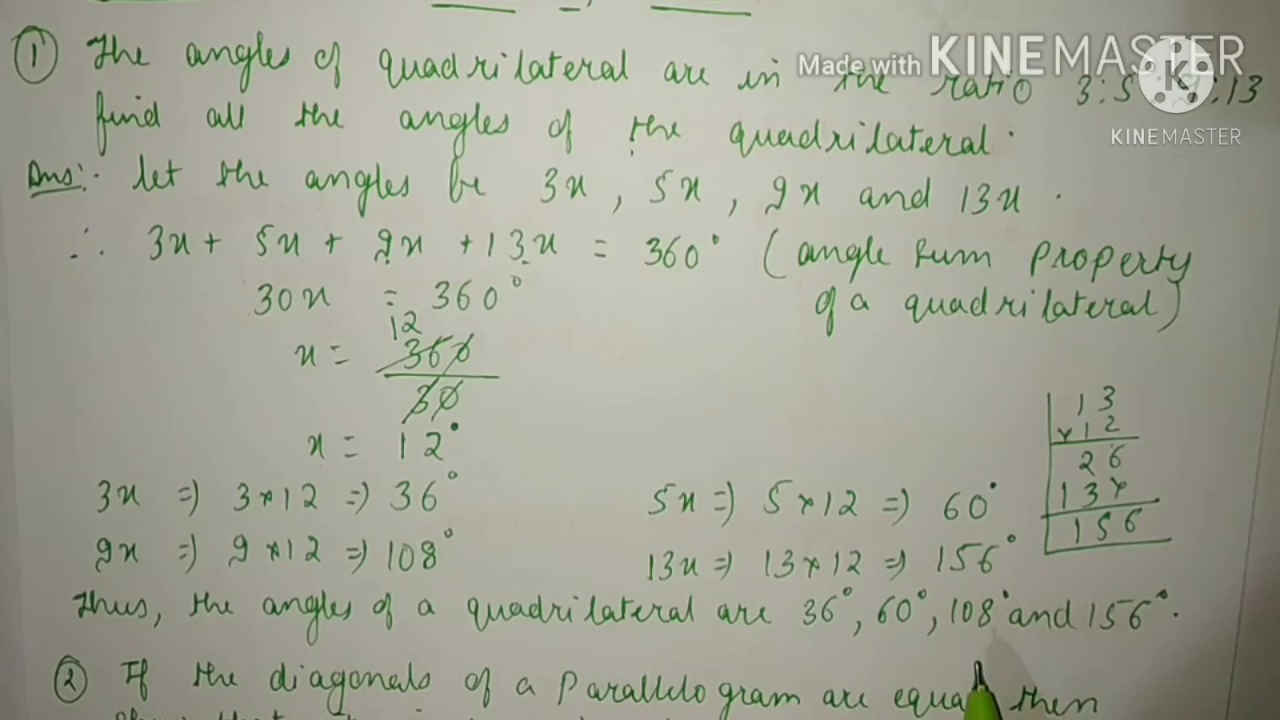 ① The angles of quadrilateral are in the ratio 3:5 : 13
find all the angles of the quadrilateral.
Ans:- let the angles be 3x, 5x, 9x and 13x.
∴ 3x + 5x + 9x + 13x = 360° (angle sum property
of a quadrilateral)
30x = 360°
12
x = 360/30
x = 12°
3x => 3×12 => 36°
5x => 5×12 => 60°
9x => 9×12 => 108°
13x => 13×12 => 156°
13
×12
26
13×
156
Thus, the angles of a quadrilateral are 36°, 60°, 108° and 156°.
② If the diagonals of a parallelogram are equal then
Made with KINEMASTER
KINEMASTER